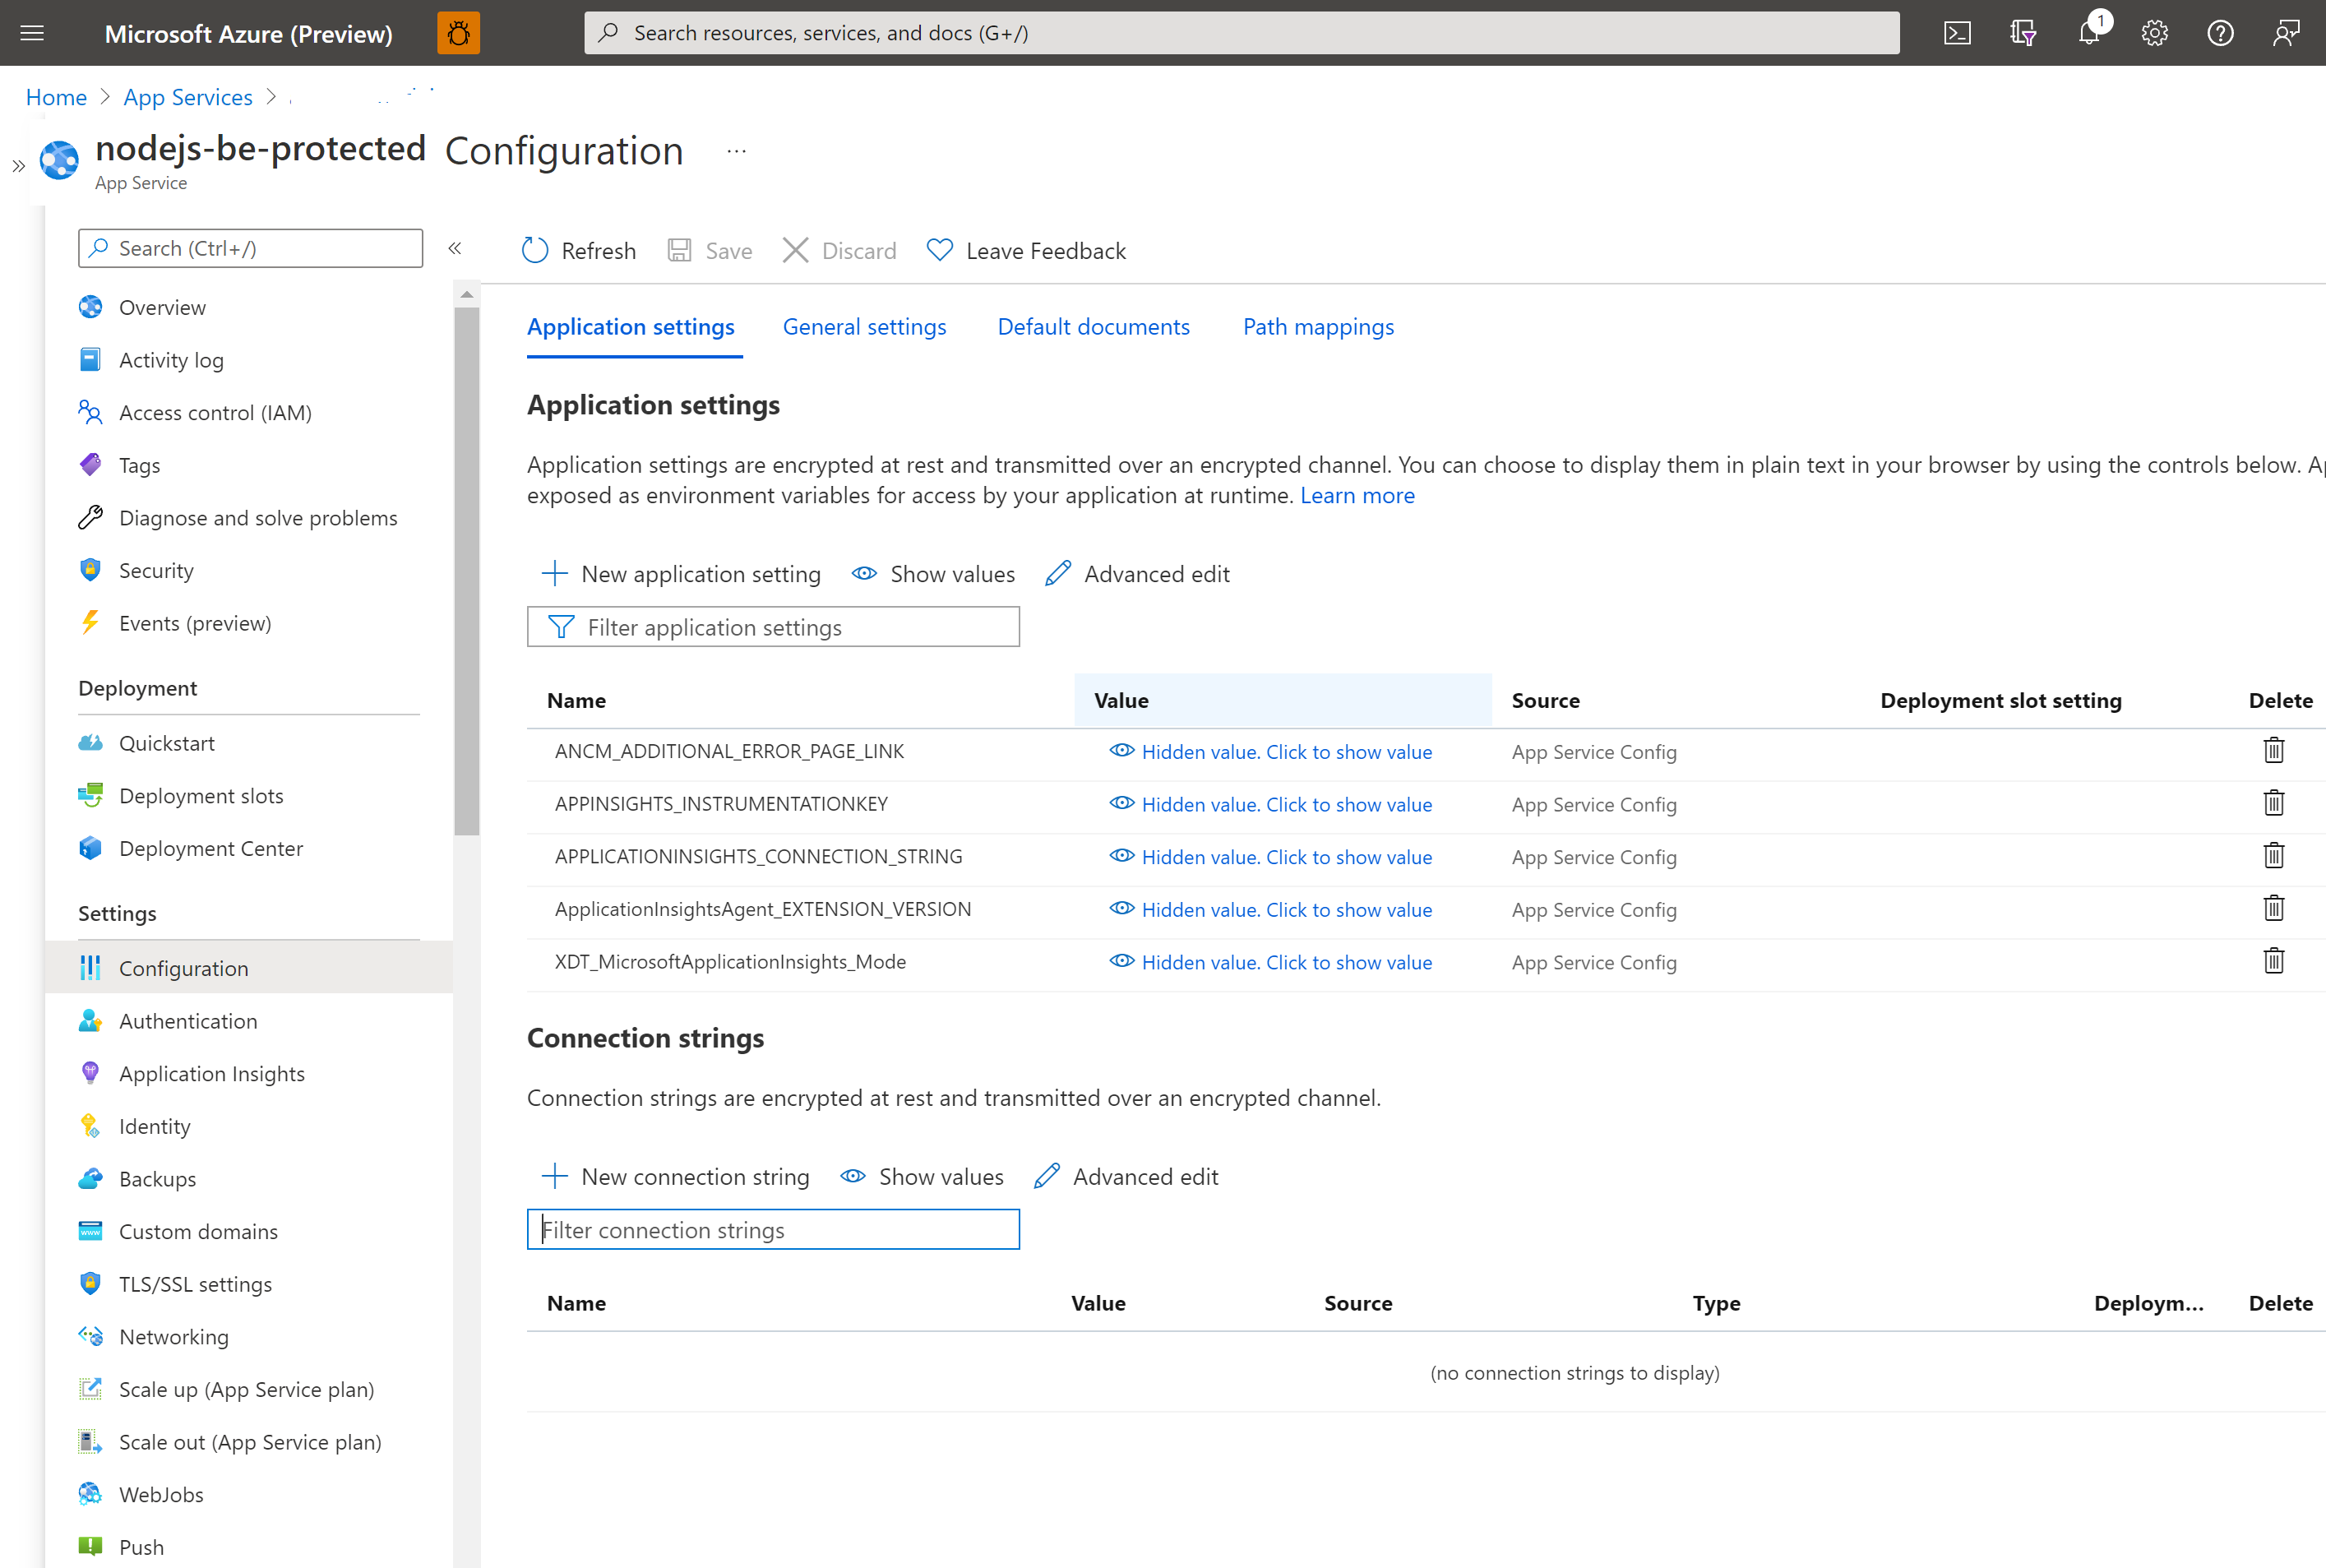 Microsoft Azure (Preview)
Search resources, services, and docs (G+/)
1
Home > App Services >
nodejs-be-protected Configuration ...
App Service
Search (Ctrl+/)
Refresh Save Discard Leave Feedback
Overview
Activity log
Access control (IAM)
Tags
Diagnose and solve problems
Security
Events (preview)
Deployment
Quickstart
Deployment slots
Deployment Center
Settings
Configuration
Authentication
Application Insights
Identity
Backups
Custom domains
TLS/SSL settings
Networking
Scale up (App Service plan)
Scale out (App Service plan)
WebJobs
Push
Application settings General settings Default documents Path mappings
Application settings
Application settings are encrypted at rest and transmitted over an encrypted channel. You can choose to display them in plain text in your browser by using the controls below.
exposed as environment variables for access by your application at runtime. Learn more
New application setting Show values Advanced edit
Filter application settings
Name Value Source Deployment slot setting Delete
ANCM_ADDITIONAL_ERROR_PAGE_LINK Hidden value. Click to show value App Service Config
APPINSIGHTS_INSTRUMENTATIONKEY Hidden value. Click to show value App Service Config
APPLICATIONINSIGHTS_CONNECTION_STRING Hidden value. Click to show value App Service Config
ApplicationInsightsAgent_EXTENSION_VERSION Hidden value. Click to show value App Service Config
XDT_MicrosoftApplicationInsights_Mode Hidden value. Click to show value App Service Config
Connection strings
Connection strings are encrypted at rest and transmitted over an encrypted channel.
New connection string Show values Advanced edit
Filter connection strings
Name Value Source Type Deploym... Delete
(no connection strings to display)